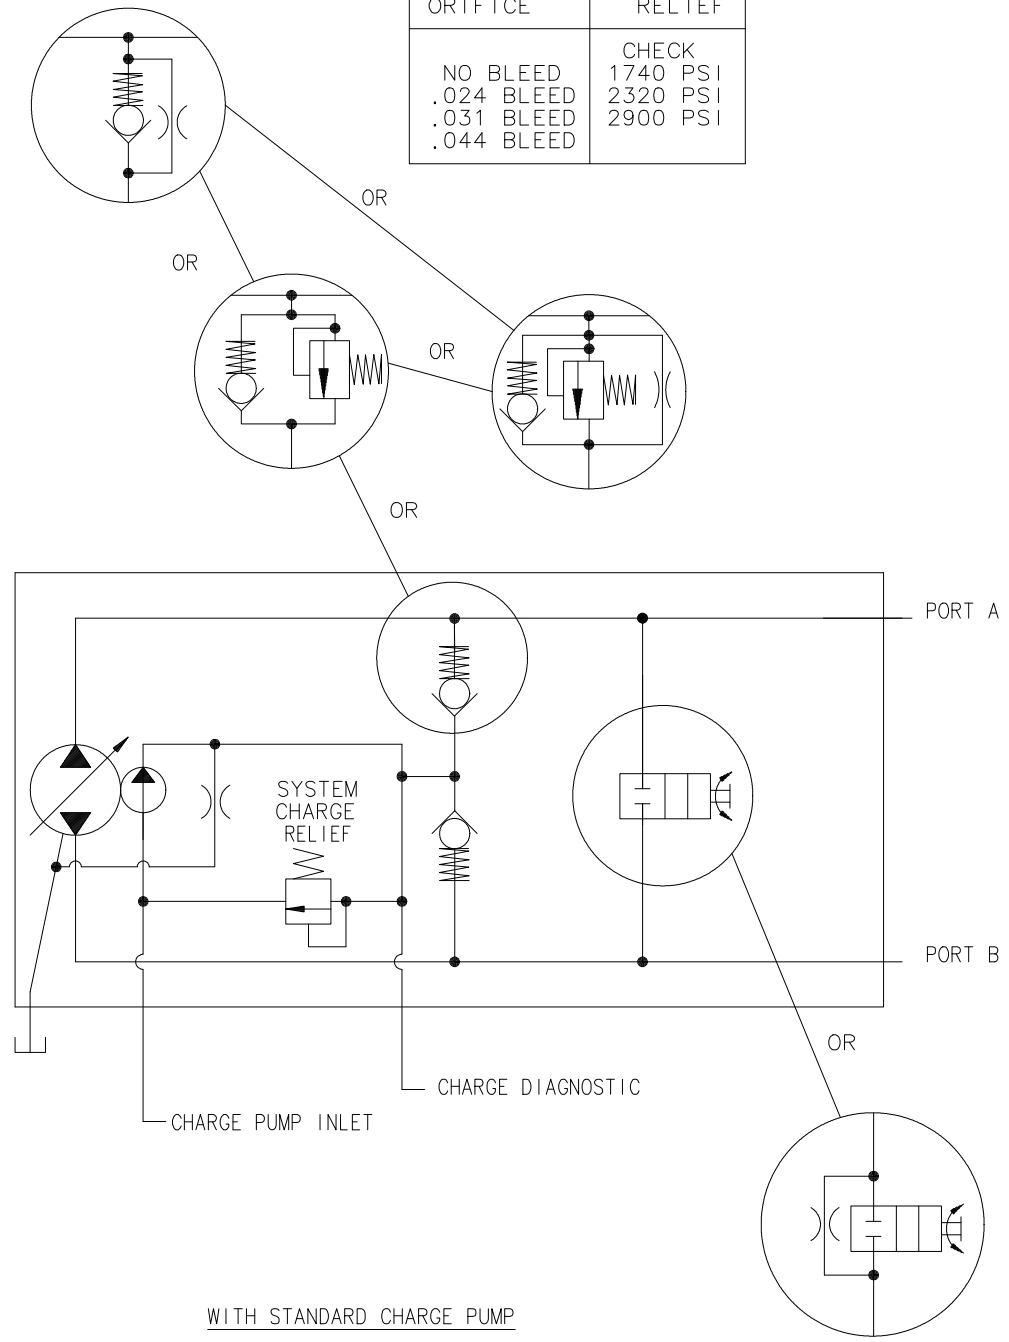 ORIFICE RELIEF
CHECK
NO BLEED 1740 PSI
.024 BLEED 2320 PSI
.031 BLEED 2900 PSI
.044 BLEED
OR
OR
OR
OR
PORT A
SYSTEM
CHARGE
RELIEF
PORT B
OR
CHARGE DIAGNOSTIC
CHARGE PUMP INLET
WITH STANDARD CHARGE PUMP